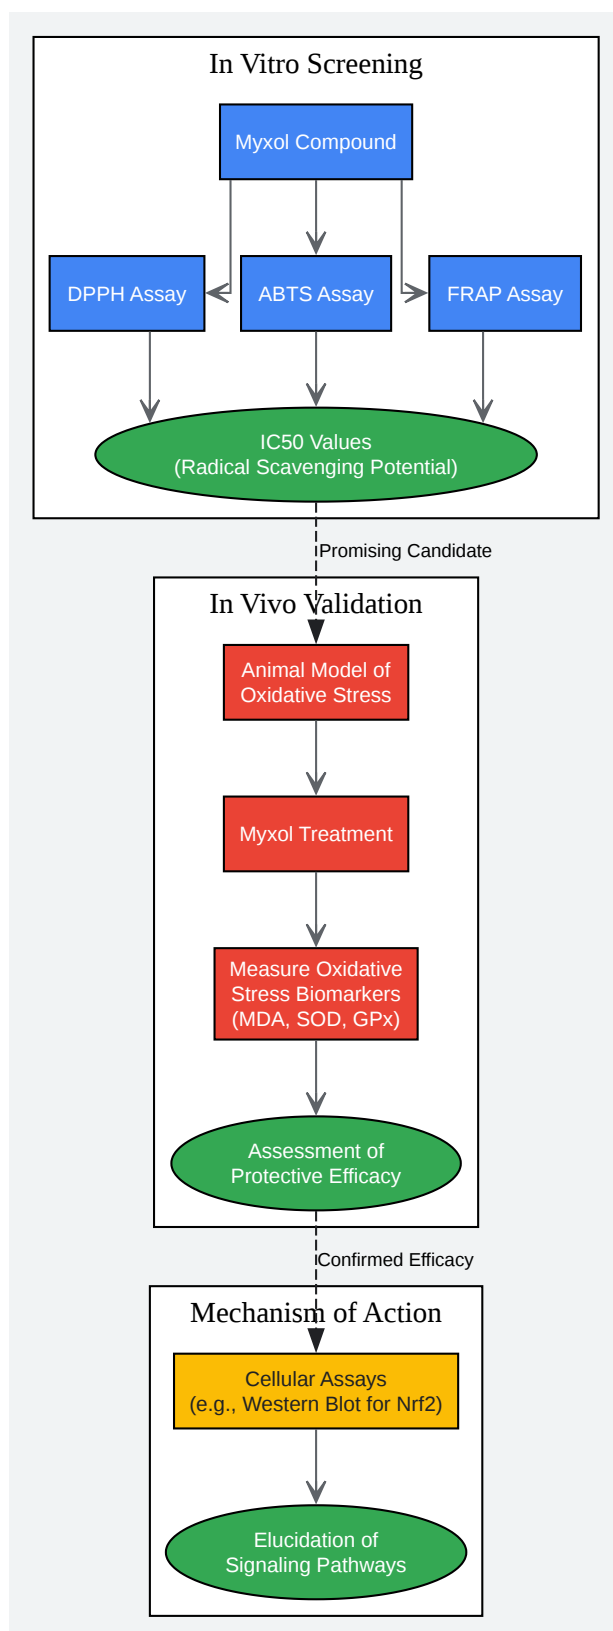 In Vitro Screening
Myxol Compound
DPPH Assay
ABTS Assay
FRAP Assay
IC50 Values
(Radical Scavenging Potential)
Promising Candidate
In Vivo Validation
Animal Model of
Oxidative Stress
Myxol Treatment
Measure Oxidative
Stress Biomarkers
(MDA, SOD, GPx)
Assessment of
Protective Efficacy
Confirmed Efficacy
Mechanism of Action
Cellular Assays
(e.g., Western Blot for Nrf2)
Elucidation of
Signaling Pathways